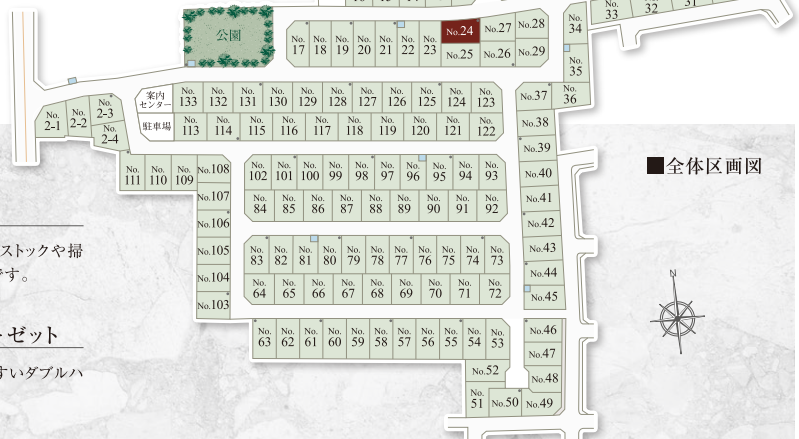 公園
No. 17 No. 18 No. 19 No. 20 No. 21 No. 22 No. 23 No.24 No.27 No.28
No.25 No.26 No.29
No. 33 No. 32 31
No. 34
No. 35
No. 36
案内センター No. 133 No. 132 No. 131 No. 130 No. 129 No. 128 No. 127 No. 126 No. 125 No. 124 No. 123
駐車場 No. 113 No. 114 No. 115 No. 116 No. 117 No. 118 No. 119 No. 120 No. 121 No. 122
No. 2-1 No. 2-2 No. 2-3
No. 2-4
No.37
No.38
No.39
No.40
No.41
No.42
No.43
No.44
No.45
No. 111 No. 110 No. 109 No.108
No.107
No.106
No.105
No.104
No.103
No. 102 No. 101 No. 100 No. 99 No. 98 No. 97 No. 96 No. 95 No. 94 No. 93
No. 84 No. 85 No. 86 No. 87 No. 88 No. 89 No. 90 No. 91 No. 92
No. 83 No. 82 No. 81 No. 80 No. 79 No. 78 No. 77 No. 76 No. 75 No. 74 No. 73
No. 64 No. 65 No. 66 No. 67 No. 68 No. 69 No. 70 No. 71 No. 72
No. 63 No. 62 No. 61 No. 60 No. 59 No. 58 No. 57 No. 56 No. 55 No. 54 No. 53
No.46
No.47
No.48
No.52
No. 51 No.50 No.49
■全体区画図
N
ストックや掃
です。
ーゼット
すいダブルハ